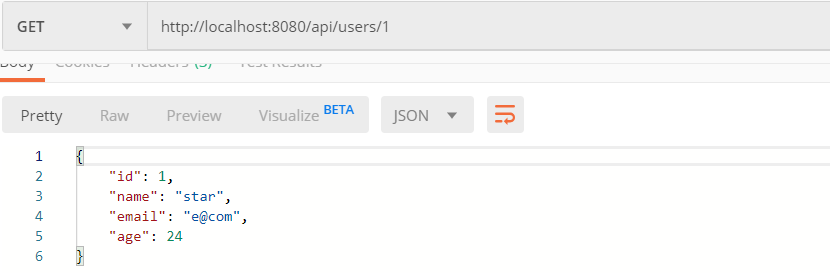 GET http://localhost:8080/api/users/1
Body Cookies Headers (3) Test Results
Pretty Raw Preview Visualize BETA JSON
1 {
2 "id": 1,
3 "name": "star",
4 "email": "e@com",
5 "age": 24
6 }